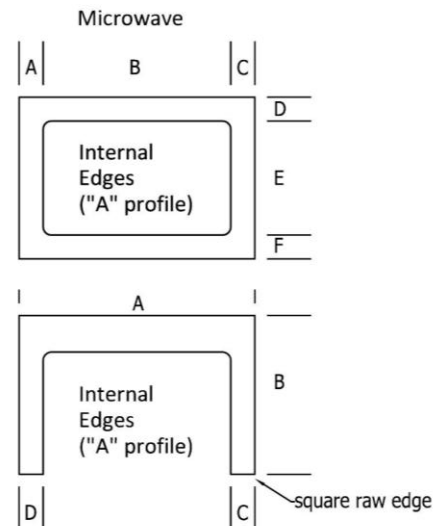 Microwave
A B C
D
Internal
Edges
("A" profile)
E
F
A
B
Internal
Edges
("A" profile)
D C
square raw edge